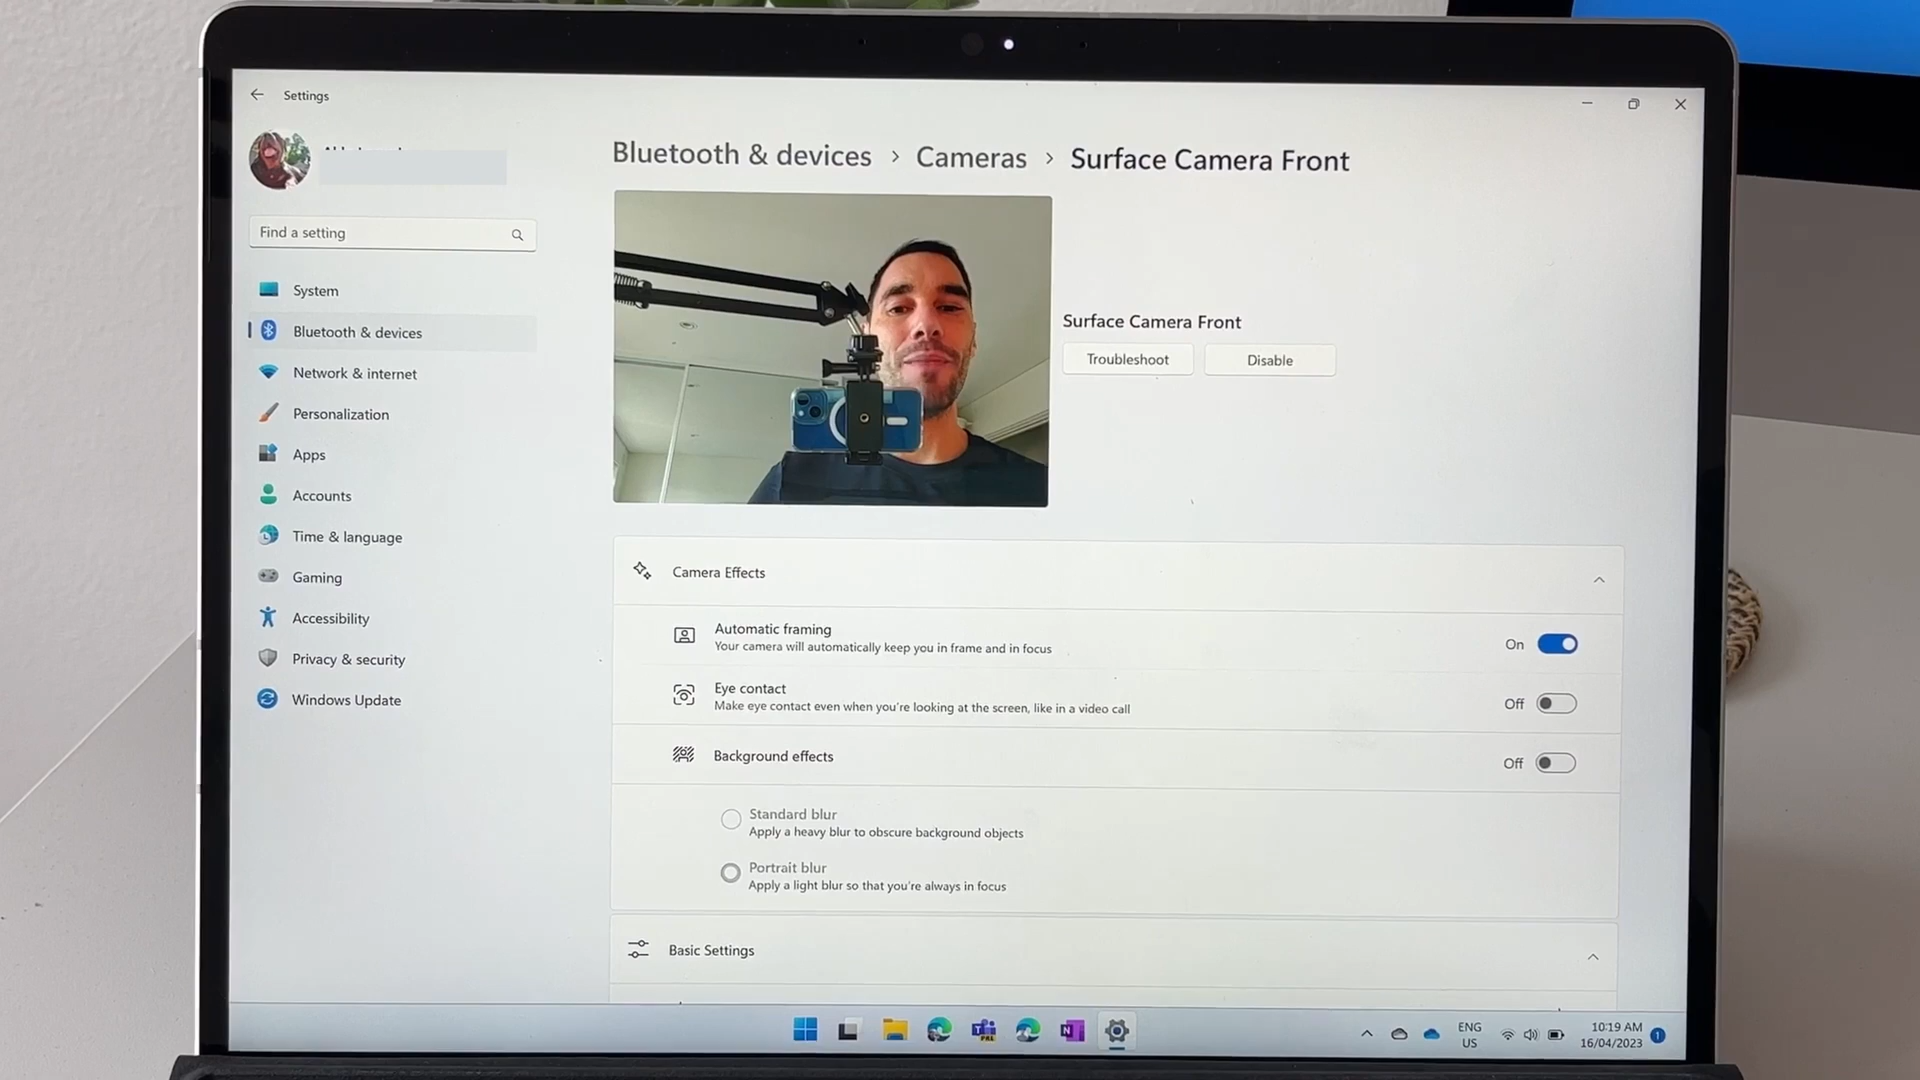 Settings
Bluetooth & devices > Cameras > Surface Camera Front
Find a setting
System
Bluetooth & devices
Network & internet
Personalization
Apps
Accounts
Time & language
Gaming
Accessibility
Privacy & security
Windows Update
Surface Camera Front
Troubleshoot
Disable
Camera Effects
Automatic framing
Your camera will automatically keep you in frame and in focus
On
Eye contact
Make eye contact even when you're looking at the screen, like in a video call
Off
Background effects
Off
Standard blur
Apply a heavy blur to obscure background objects
Portrait blur
Apply a light blur so that you're always in focus
Basic Settings
ENG
US
10:19 AM
16/04/2023
1